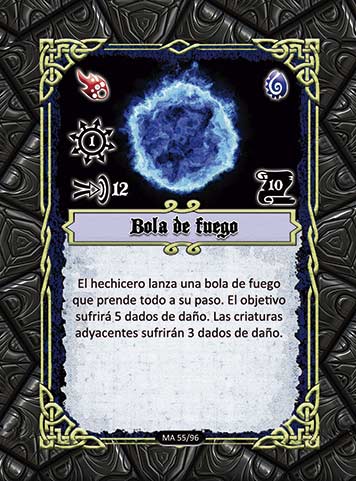 1
12
G 10
Bola de fuego
El hechicero lanza una bola de fuego
que prende todo a su paso. El objetivo
sufrirá 5 dados de daño. Las criaturas
adyacentes sufrirán 3 dados de daño.
MA 55/96